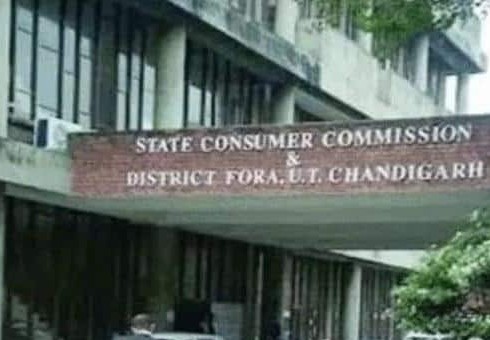 STATE CONSUMER COMMISSION
&
DISTRICT FORA, U.T. CHANDIGARH